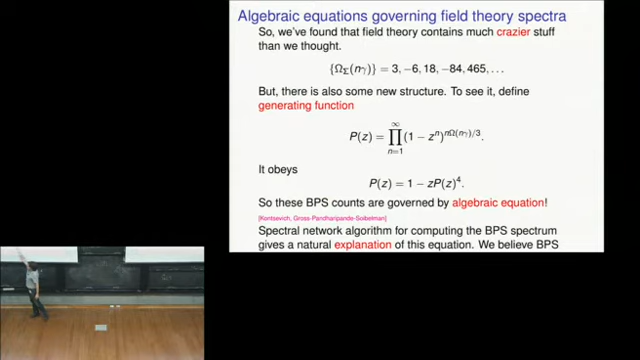 Algebraic equations governing field theory spectra
So, we've found that field theory contains much crazier stuff
than we thought.
{Ω_Σ(nγ)} = 3, −6, 18, −84, 465, . . .
But, there is also some new structure. To see it, define
generating function
P(z) = ∏_{n=1}^{∞} (1 − z^n)^{nΩ(nγ)/3}.
It obeys
P(z) = 1 − zP(z)^4.
So these BPS counts are governed by algebraic equation!
[Kontsevich, Gross-Pandharipande-Soibelman]
Spectral network algorithm for computing the BPS spectrum
gives a natural explanation of this equation. We believe BPS